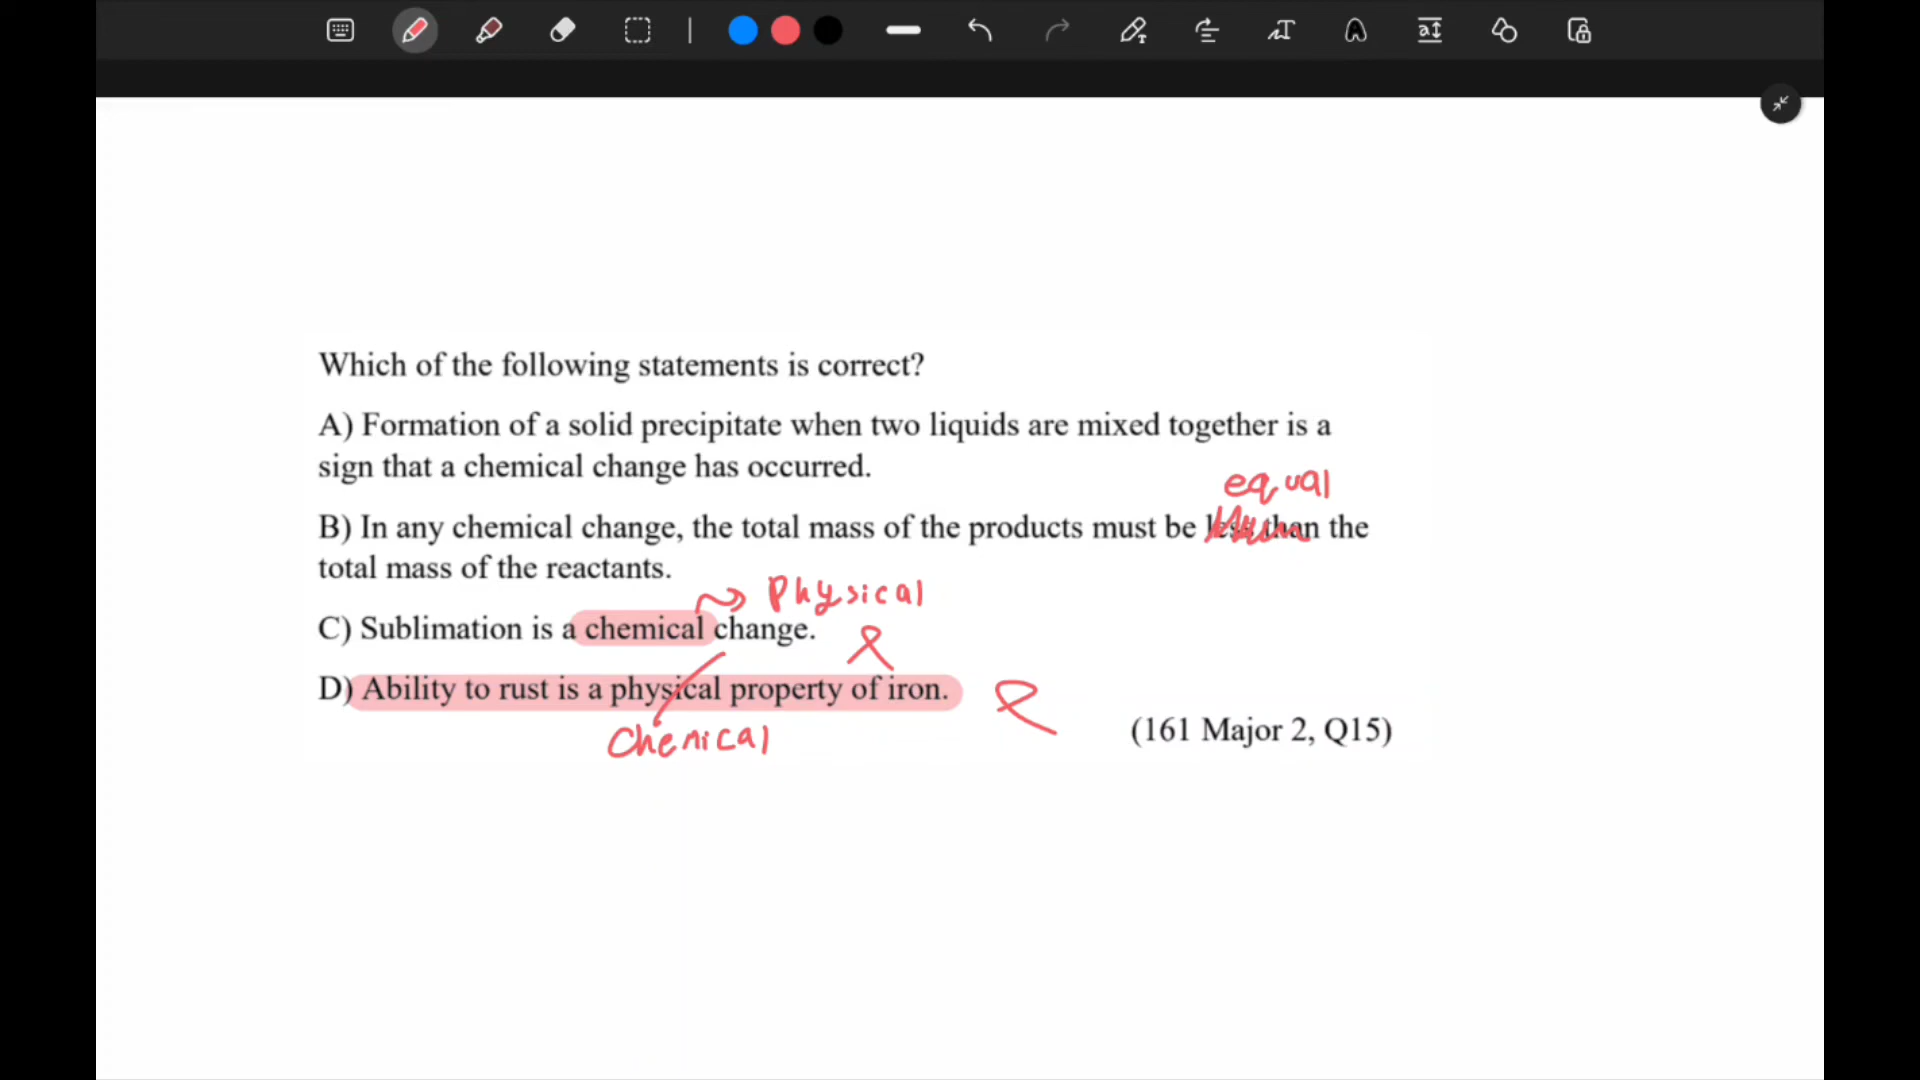 Which of the following statements is correct?
A) Formation of a solid precipitate when two liquids are mixed together is a
sign that a chemical change has occurred.
equal
B) In any chemical change, the total mass of the products must be less than the
total mass of the reactants.
Physical
C) Sublimation is a chemical change.
D) Ability to rust is a physical property of iron.
Chemical
(161 Major 2, Q15)